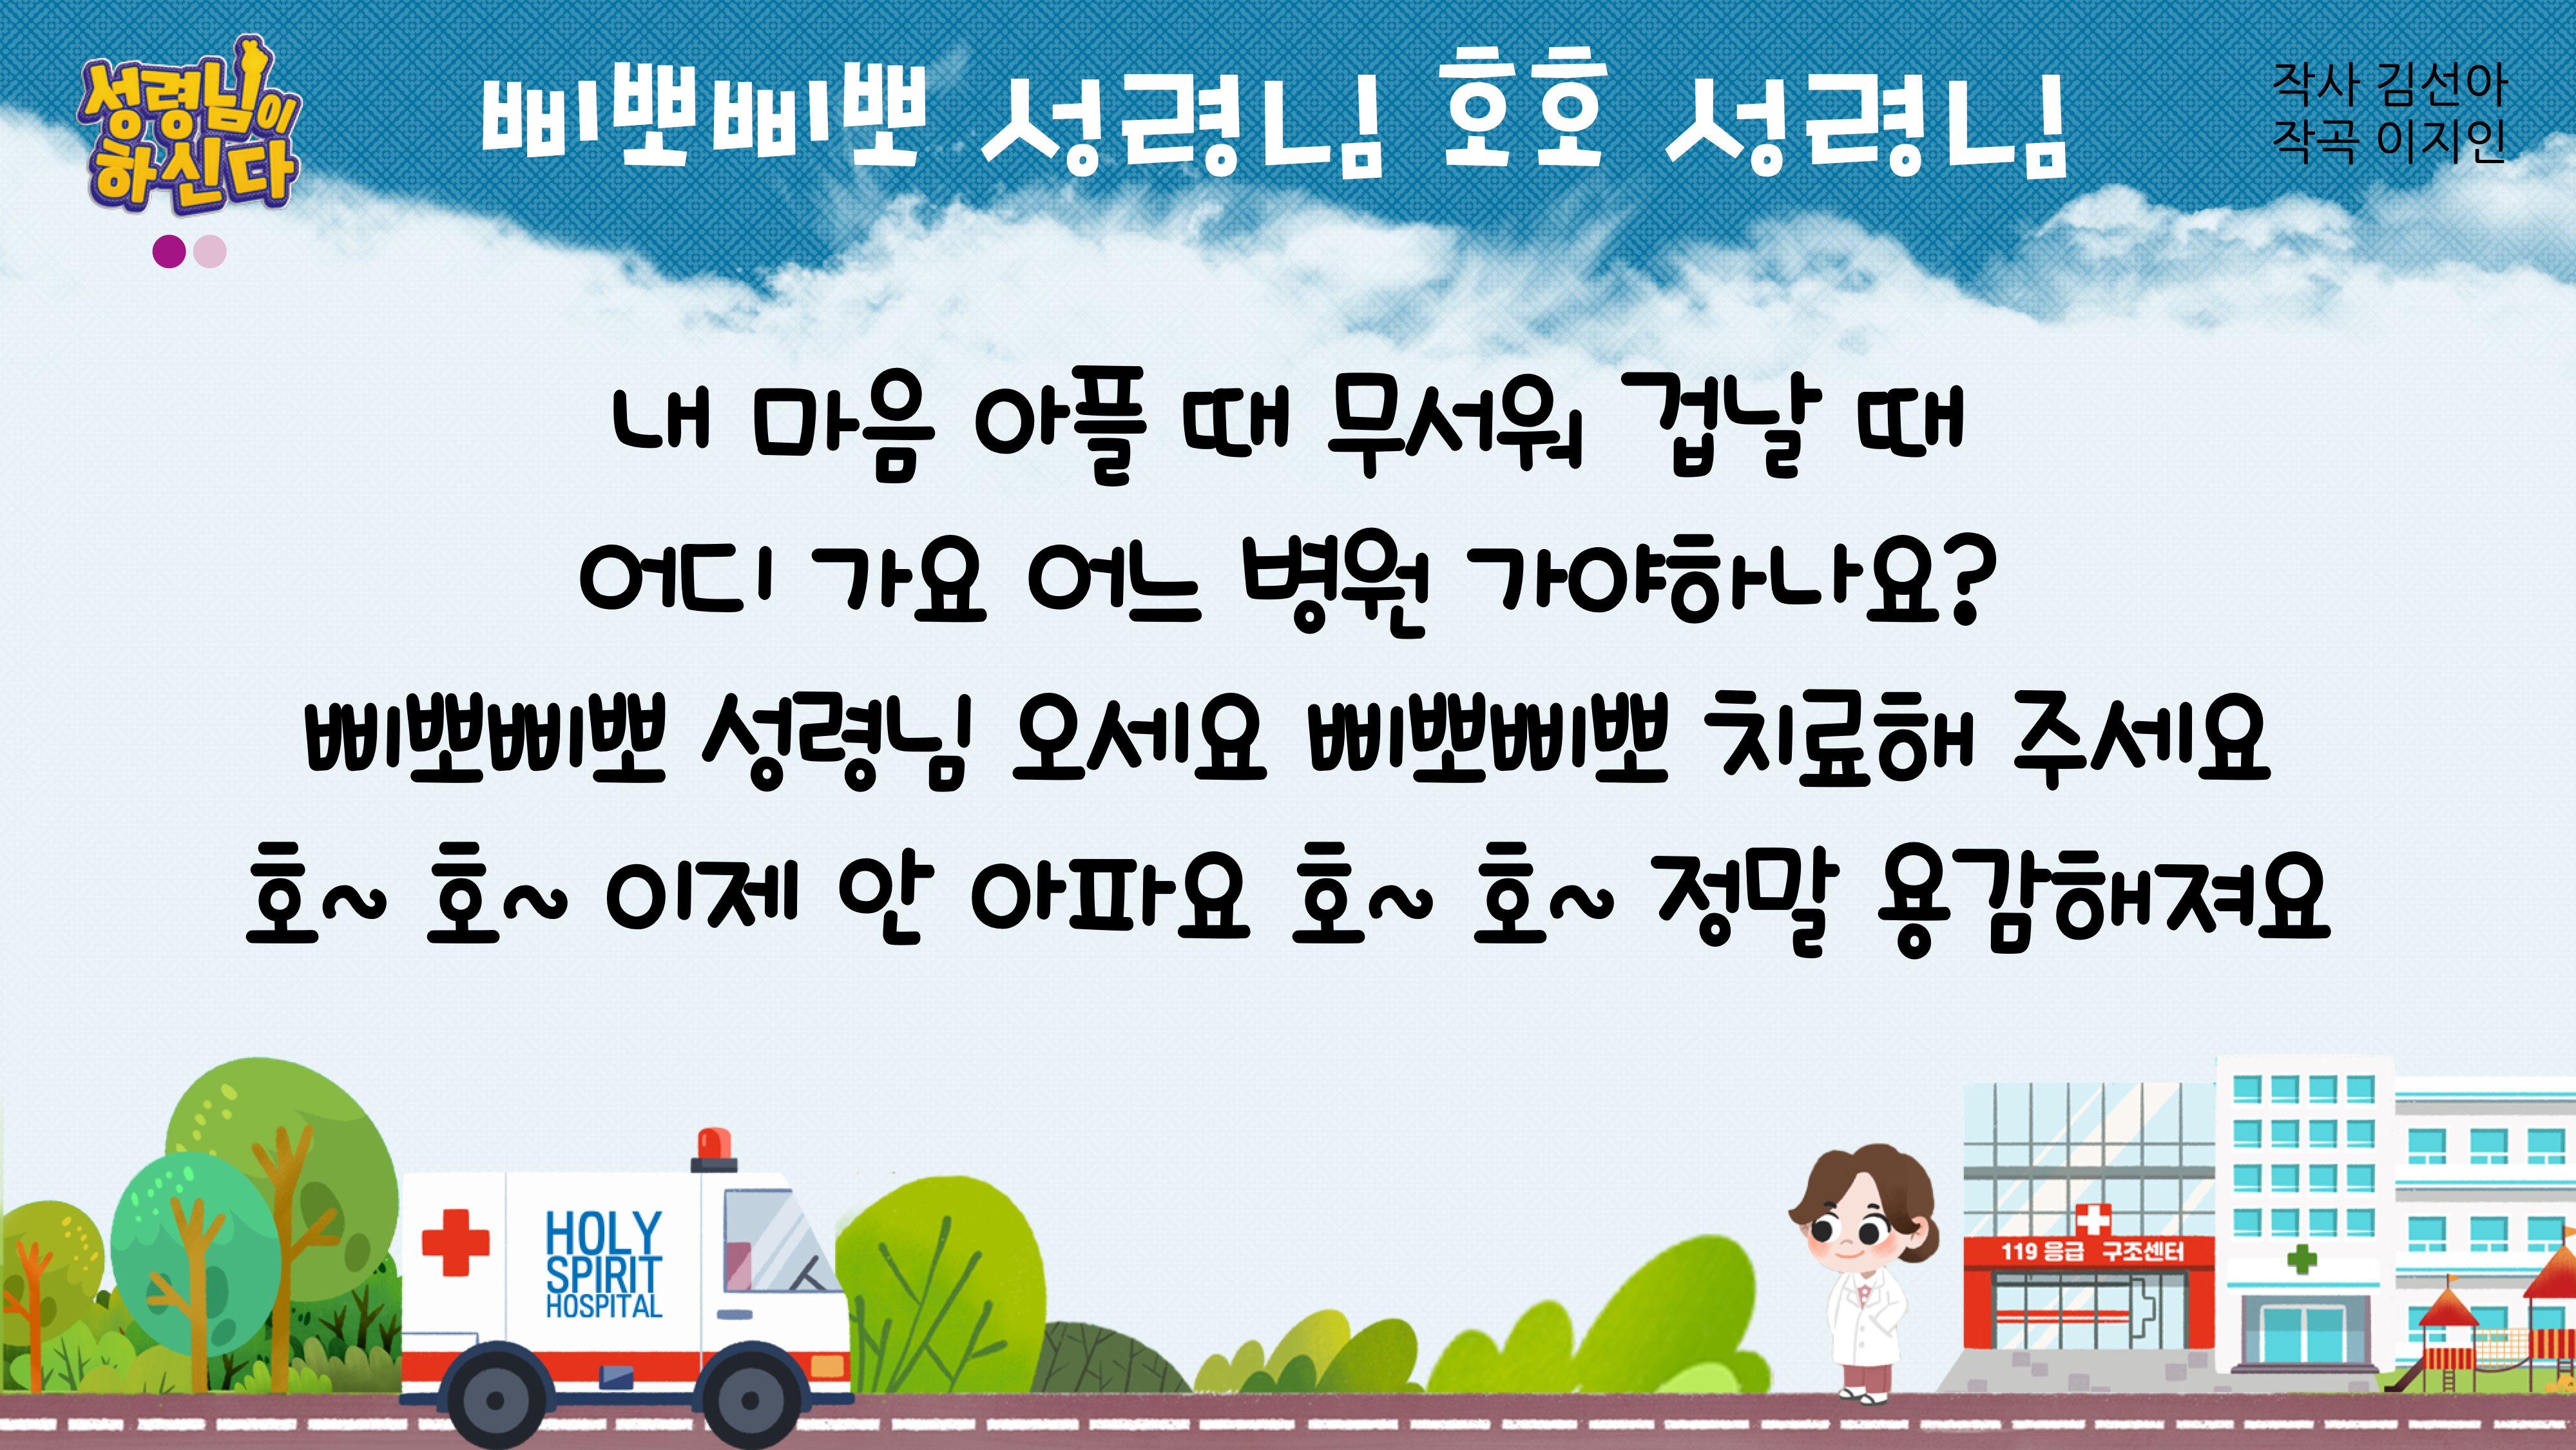 성령님이
하신다
삐뽀삐뽀 성령님 호호 성령님
작사 김선아
작곡 이지인
내 마음 아플 때 무서워 겁날 때
어디 가요 어느 병원 가야하나요?
삐뽀삐뽀 성령님 오세요 삐뽀삐뽀 치료해 주세요
호~ 호~ 이제 안 아파요 호~ 호~ 정말 용감해져요
HOLY
SPIRIT
HOSPITAL
119 응급 구조센터